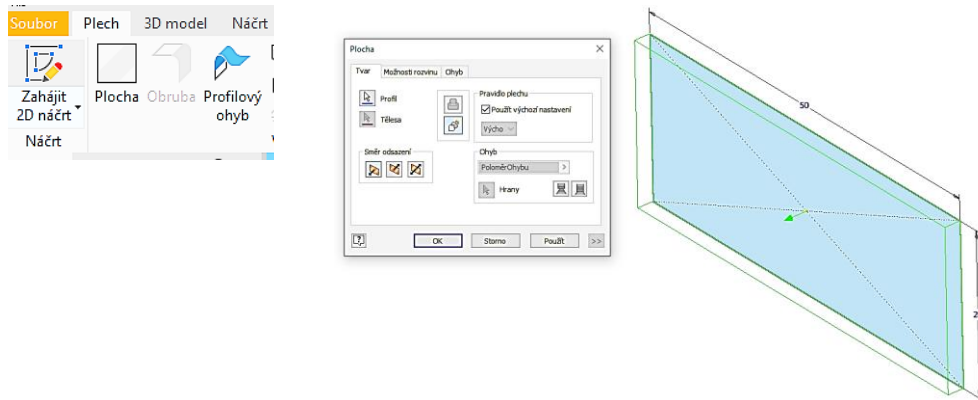 Soubor Plech 3D model Náčrt
Zahájit
2D náčrt
Plocha Obruba Profilový
ohyb
Náčrt
Plocha
Tvar Možnosti rozvinu Ohyb
Profil
Tělesa
Směr odsazení
Pravidlo plechu
Použít výchozí nastavení
Výcho
Ohyb
PoloměrOhybu >
Hrany
OK Storno Použít >>
50
2